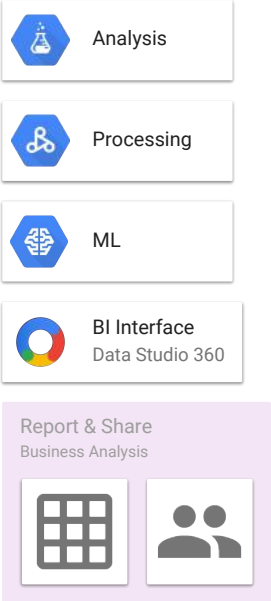 Analysis
Processing
ML
BI Interface
Data Studio 360
Report & Share
Business Analysis